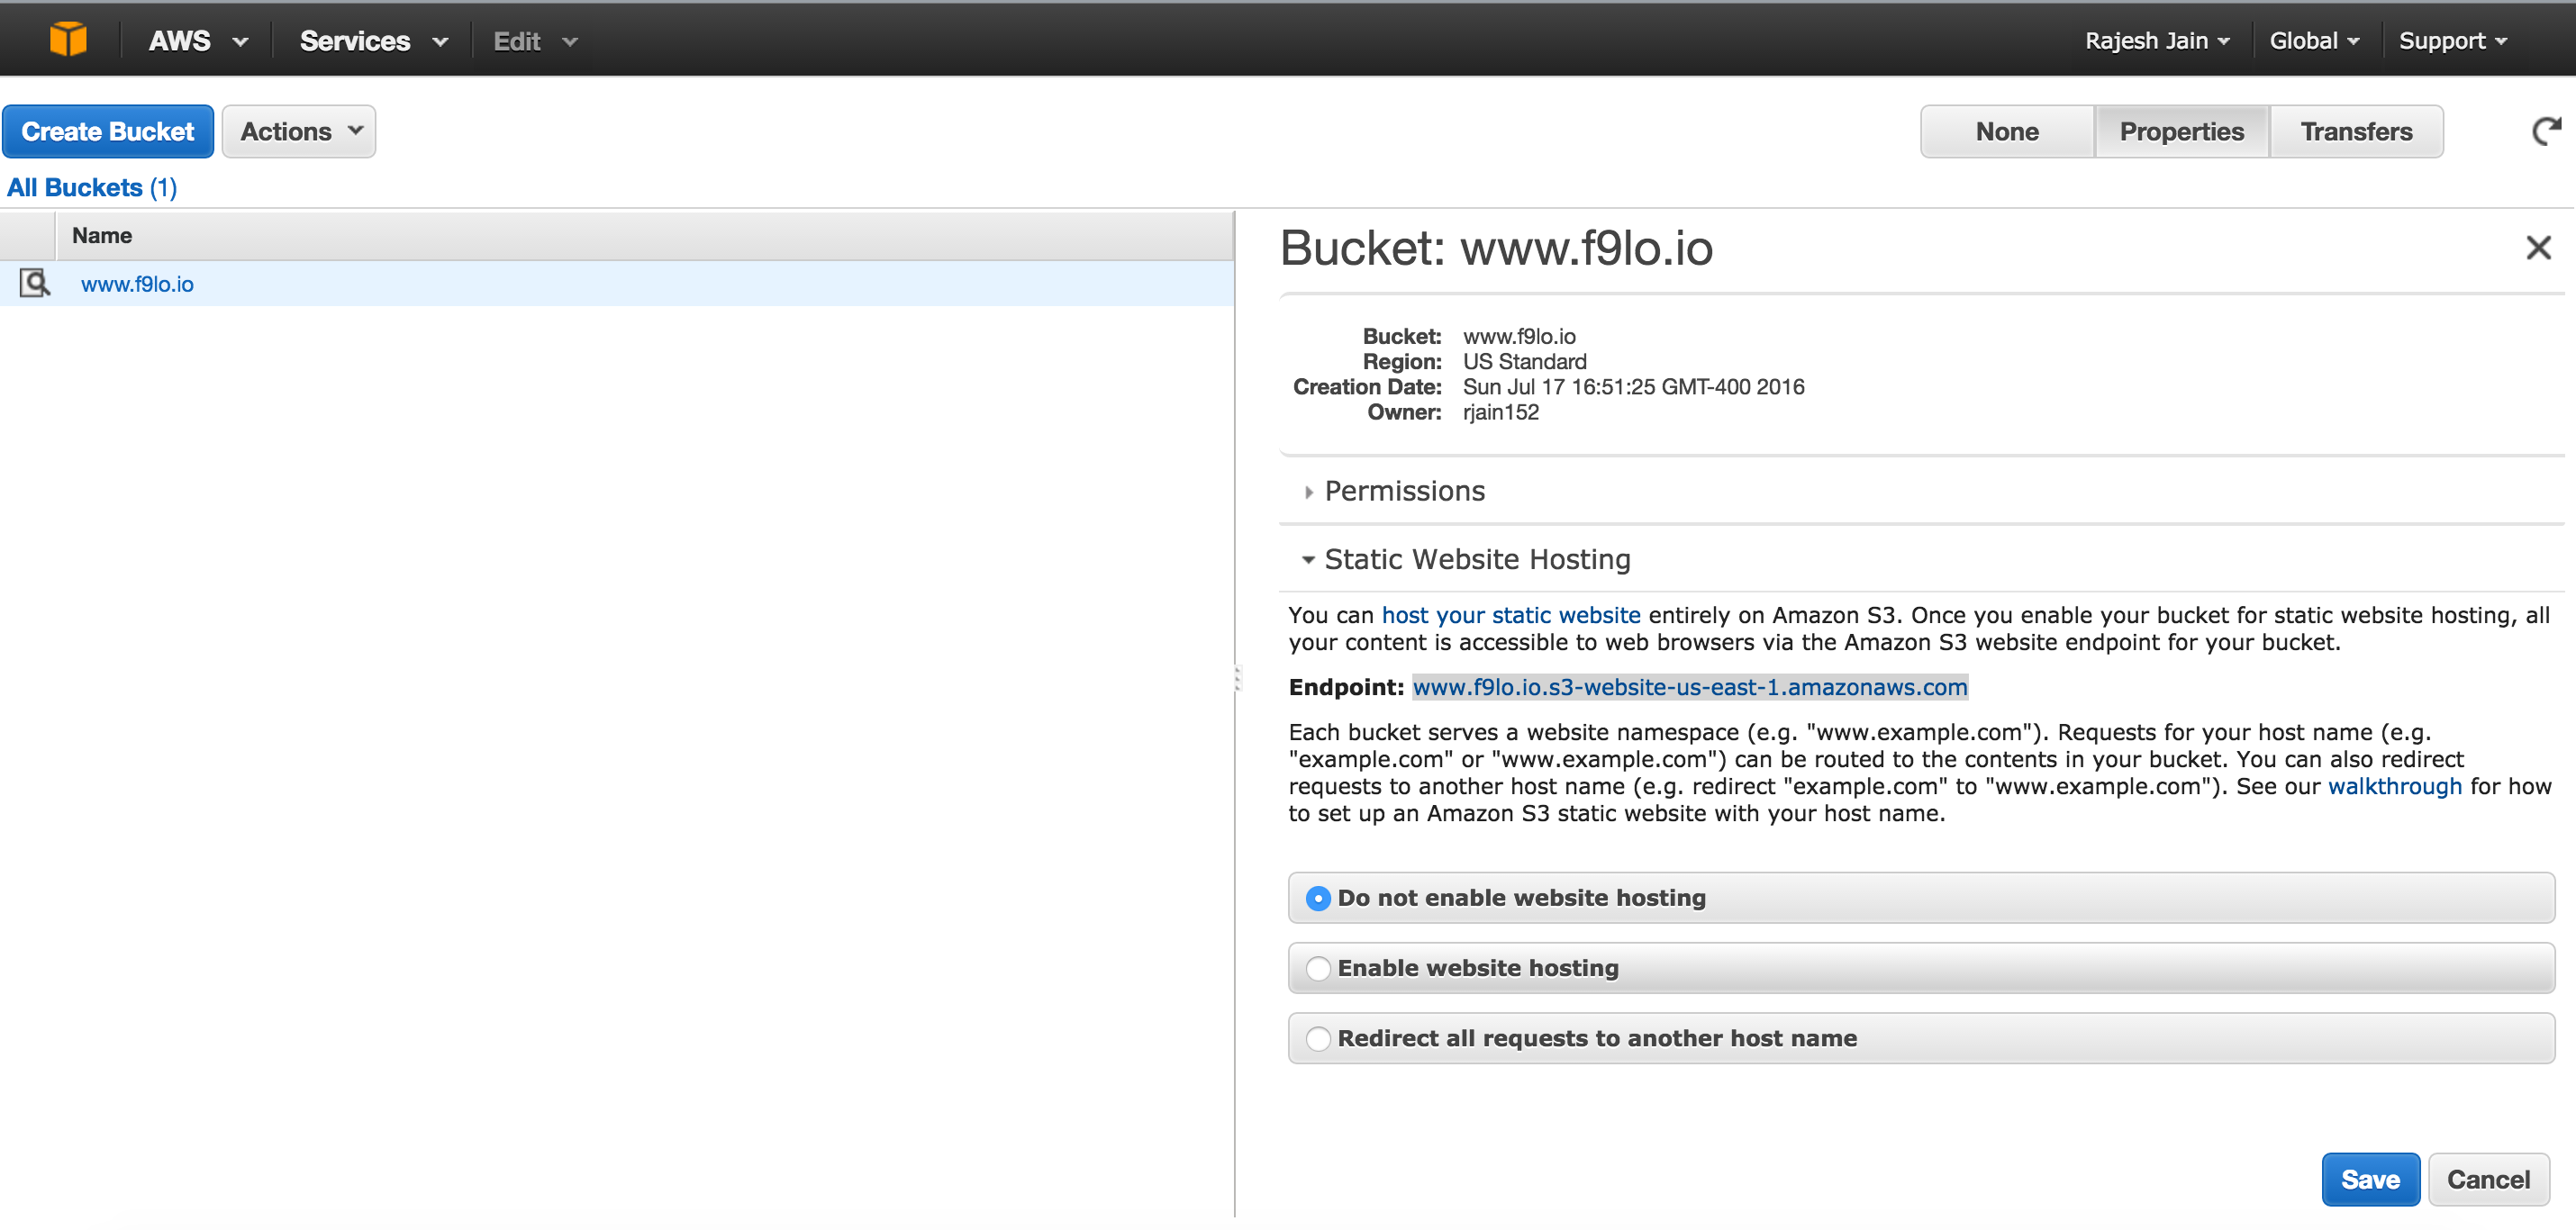 AWS Services Edit Rajesh Jain Global Support
Create Bucket Actions None Properties Transfers
All Buckets (1)
Name
www.f9lo.io
Bucket: www.f9lo.io
Bucket: www.f9lo.io
Region: US Standard
Creation Date: Sun Jul 17 16:51:25 GMT-400 2016
Owner: rjain152
Permissions
Static Website Hosting
You can host your static website entirely on Amazon S3. Once you enable your bucket for static website hosting, all
your content is accessible to web browsers via the Amazon S3 website endpoint for your bucket.
Endpoint: www.f9lo.io.s3-website-us-east-1.amazonaws.com
Each bucket serves a website namespace (e.g. "www.example.com"). Requests for your host name (e.g.
"example.com" or "www.example.com") can be routed to the contents in your bucket. You can also redirect
requests to another host name (e.g. redirect "example.com" to "www.example.com"). See our walkthrough for how
to set up an Amazon S3 static website with your host name.
Do not enable website hosting
Enable website hosting
Redirect all requests to another host name
Save Cancel